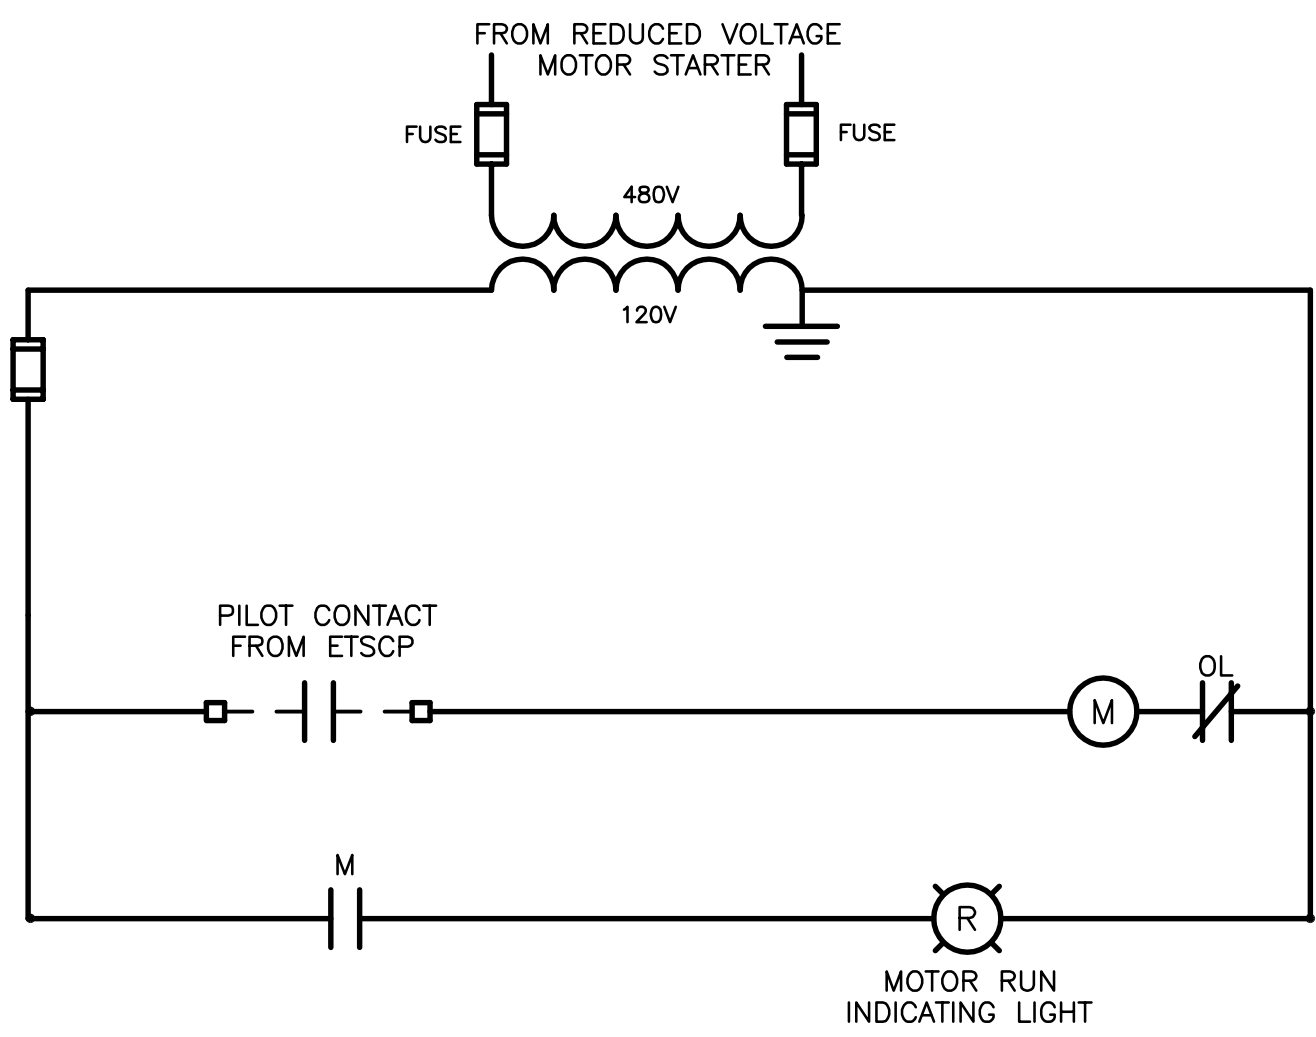 FROM REDUCED VOLTAGE
MOTOR STARTER
FUSE
FUSE
480V
120V
PILOT CONTACT
FROM ETSCP
OL
M
M
R
MOTOR RUN
INDICATING LIGHT